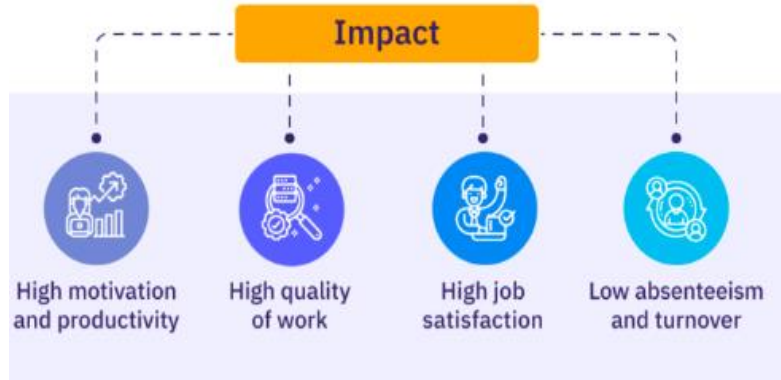 Impact
High motivation
and productivity
High quality
of work
High job
satisfaction
Low absenteeism
and turnover